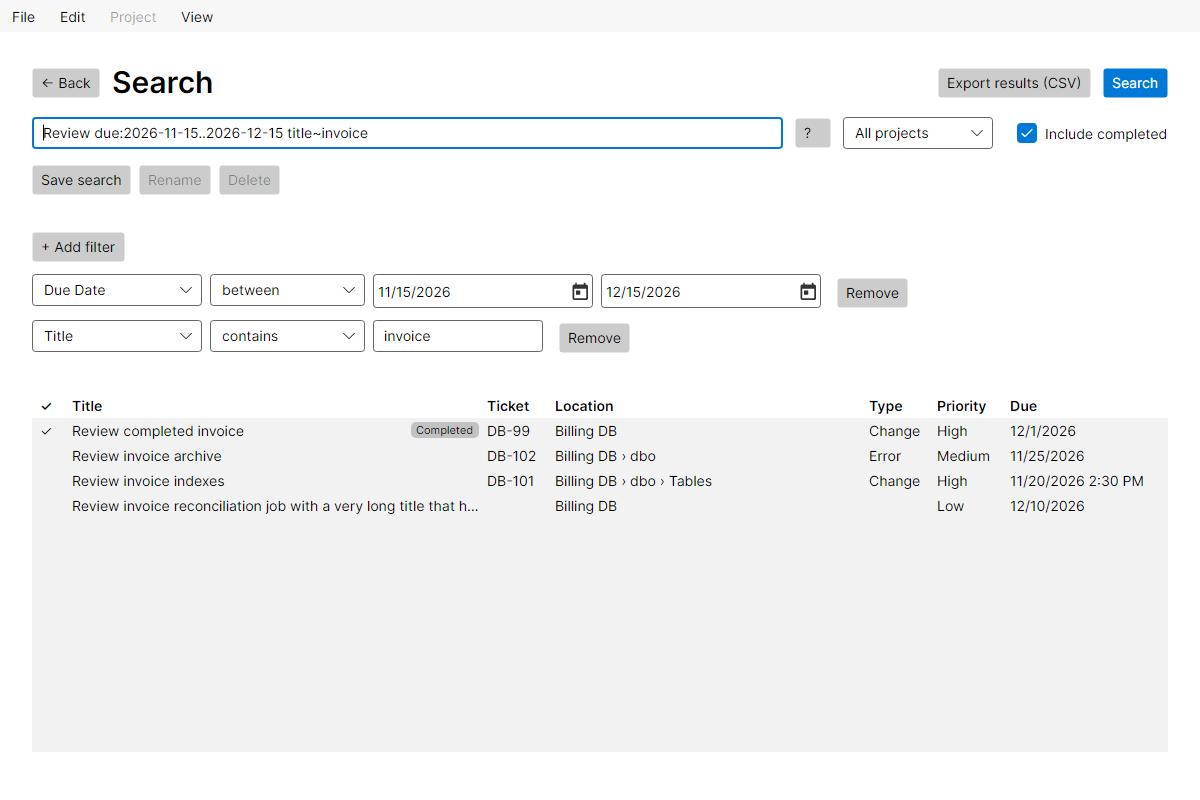 File Edit Project View
← Back Search Export results (CSV) Search
Review due:2026-11-15..2026-12-15 title~invoice ? All projects ✓ Include completed
Save search Rename Delete
+ Add filter
Due Date between 11/15/2026 12/15/2026 Remove
Title contains invoice Remove
✓ Title Ticket Location Type Priority Due
✓ Review completed invoice Completed DB-99 Billing DB Change High 12/1/2026
Review invoice archive DB-102 Billing DB › dbo Error Medium 11/25/2026
Review invoice indexes DB-101 Billing DB › dbo › Tables Change High 11/20/2026 2:30 PM
Review invoice reconciliation job with a very long title that h... Billing DB Low 12/10/2026